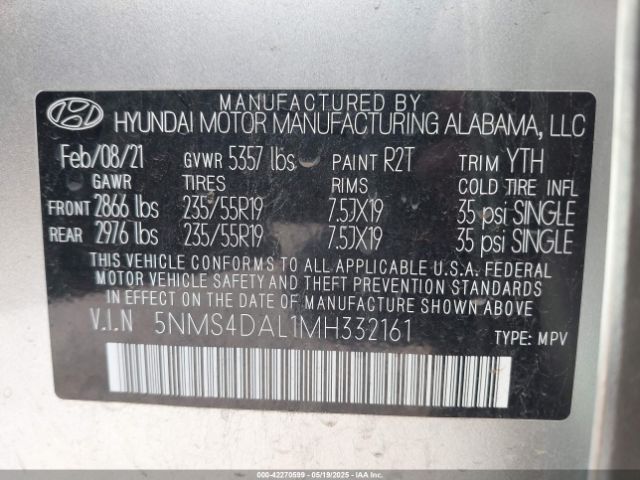 MANUFACTURED BY
HYUNDAI MOTOR MANUFACTURING ALABAMA, LLC
Feb/08/21 GVWR 5357 lbs PAINT R2T TRIM YTH
GAWR TIRES RIMS COLD TIRE INFL
FRONT 2866 lbs 235/55R19 7.5JX19 35 psi SINGLE
REAR 2976 lbs 235/55R19 7.5JX19 35 psi SINGLE
THIS VEHICLE CONFORMS TO ALL APPLICABLE U.S.A. FEDERAL
MOTOR VEHICLE SAFETY AND THEFT PREVENTION STANDARDS
IN EFFECT ON THE DATE OF MANUFACTURE SHOWN ABOVE
V.I.N 5NMS4DAL1MH332161 TYPE: MPV
000-42270599 - 05/19/2025 - IAA, Inc.